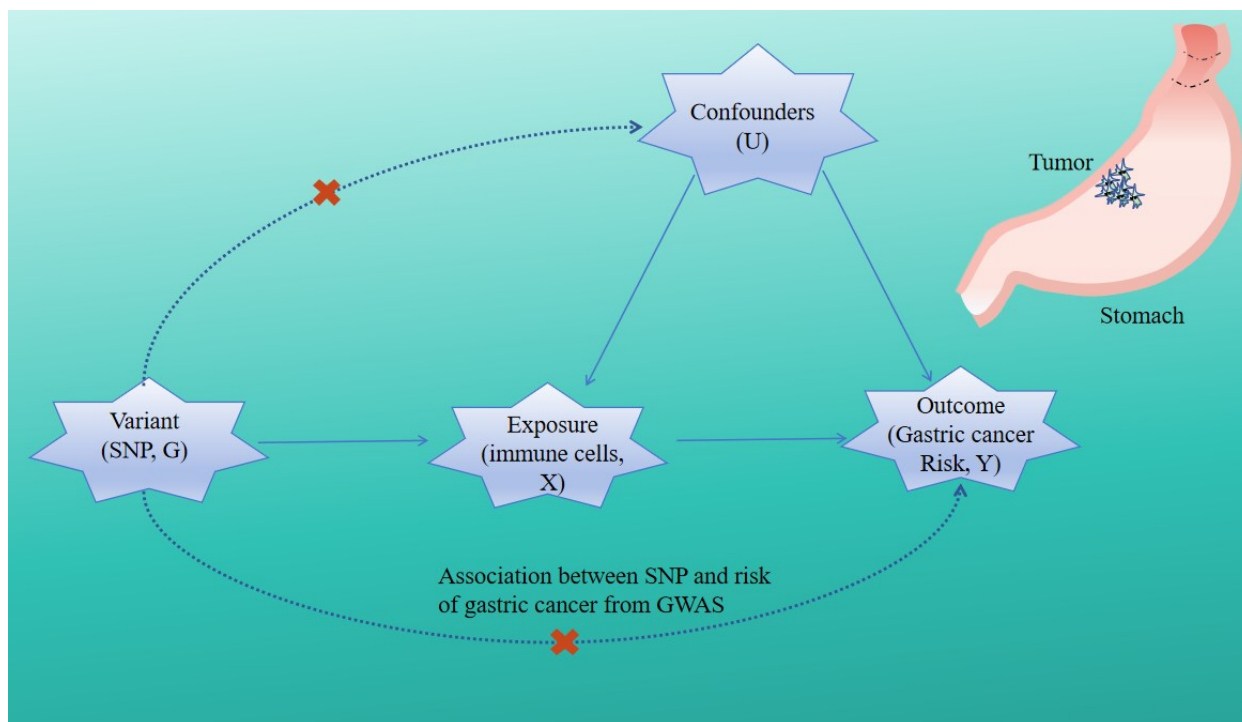 Confounders
(U)
Tumor
Stomach
Variant
(SNP, G)
Exposure
(immune cells,
X)
Outcome
(Gastric cancer
Risk, Y)
Association between SNP and risk
of gastric cancer from GWAS